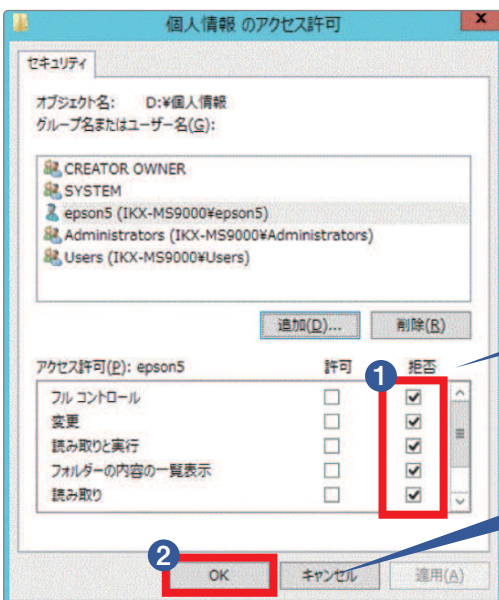 個人情報 のアクセス許可
x
セキュリティ
オブジェクト名: D:¥個人情報
グループ名またはユーザー名(G):
CREATOR OWNER
SYSTEM
epson5 (IKX-MS9000¥epson5)
Administrators (IKX-MS9000¥Administrators)
Users (IKX-MS9000¥Users)
追加(D)... 削除(R)
アクセス許可(P): epson5 許可 拒否
1
フル コントロール
変更
読み取りと実行
フォルダーの内容の一覧表示
読み取り
2
OK キャンセル 適用(A)